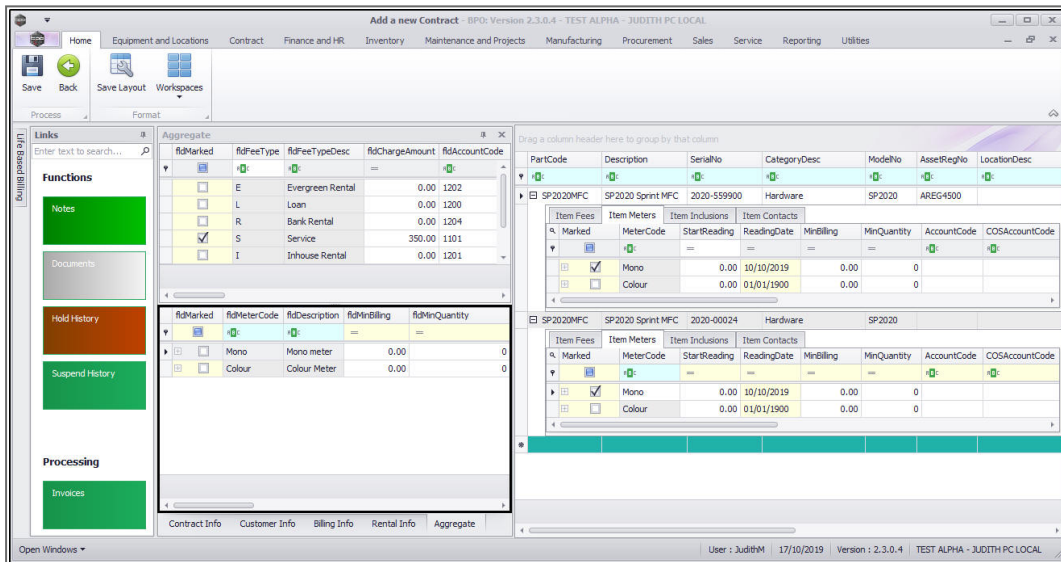 Add a new Contract - BPO: Version 2.3.0.4 - TEST ALPHA - JUDITH PC LOCAL
Home Equipment and Locations Contract Finance and HR Inventory Maintenance and Projects Manufacturing Procurement Sales Service Reporting Utilities
Save Back Save Layout Workspaces
Process Format
Life Based Billing
Links
Enter text to search...
Functions
Notes
Documents
Hold History
Suspend History
Processing
Invoices
Aggregate
fldMarked fldFeeType fldFeeTypeDesc fldChargeAmount fldAccountCode
E Evergreen Rental 0.00 1202
L Loan 0.00 1200
R Bank Rental 0.00 1204
S Service 350.00 1101
I Inhouse Rental 0.00 1201
fldMarked fldMeterCode fldDescription fldMinBilling fldMinQuantity
Mono Mono meter 0.00 0
Colour Colour Meter 0.00 0
Contract Info Customer Info Billing Info Rental Info Aggregate
Drag a column header here to group by that column
PartCode Description SerialNo CategoryDesc ModelNo AssetRegNo LocationDesc
SP2020MFC SP2020 Sprint MFC 2020-559900 Hardware SP2020 AREG4500
Item Fees Item Meters Item Inclusions Item Contacts
Marked MeterCode StartReading ReadingDate MinBilling MinQuantity AccountCode COSAccountCode
Mono 0.00 10/10/2019 0.00 0
Colour 0.00 01/01/1900 0.00 0
SP2020MFC SP2020 Sprint MFC 2020-00024 Hardware SP2020
Item Fees Item Meters Item Inclusions Item Contacts
Marked MeterCode StartReading ReadingDate MinBilling MinQuantity AccountCode COSAccountCode
Mono 0.00 10/10/2019 0.00 0
Colour 0.00 01/01/1900 0.00 0
Open Windows User : JudithM 17/10/2019 Version : 2.3.0.4 TEST ALPHA - JUDITH PC LOCAL